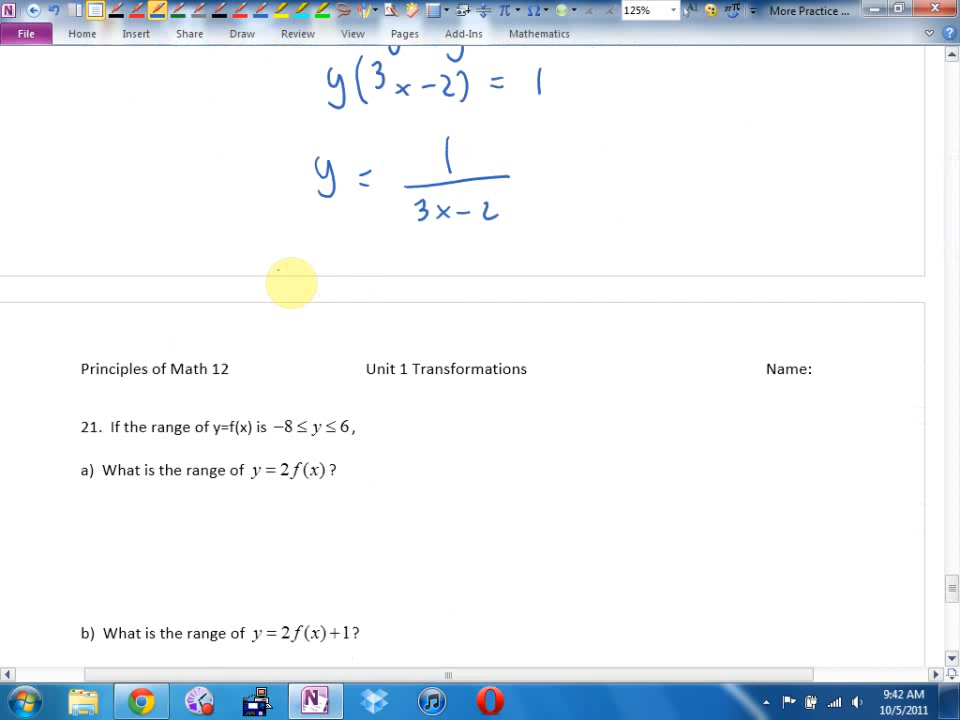 125%
More Practice ...
File Home Insert Share Draw Review View Pages Add-Ins Mathematics
y(3x-2) = 1
y = 1/(3x-2)
Principles of Math 12 Unit 1 Transformations Name:
21. If the range of y=f(x) is −8 ≤ y ≤ 6,
a) What is the range of y = 2f(x)?
b) What is the range of y = 2f(x)+1?
9:42 AM
10/5/2011